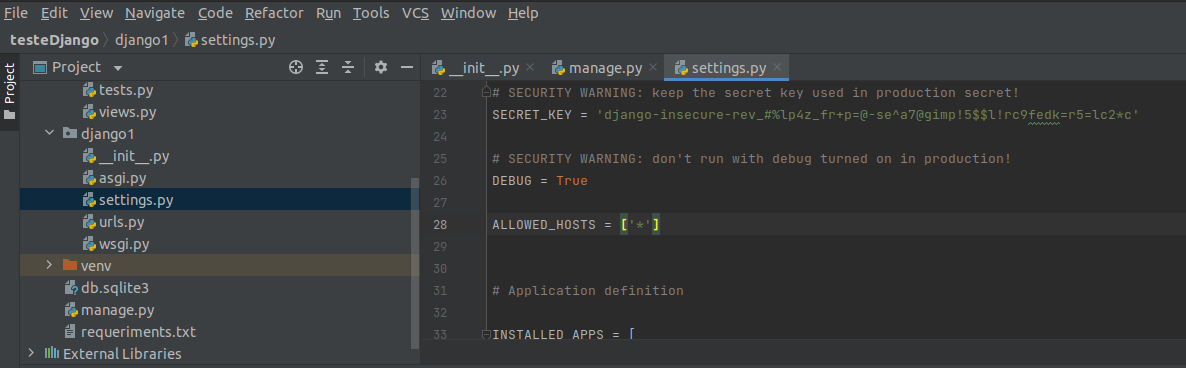 File Edit View Navigate Code Refactor Run Tools VCS Window Help
testeDjango django1 settings.py
Project
Project
tests.py
views.py
django1
__init__.py
asgi.py
settings.py
urls.py
wsgi.py
venv
db.sqlite3
manage.py
requeriments.txt
External Libraries
__init__.py manage.py settings.py
22 # SECURITY WARNING: keep the secret key used in production secret!
23 SECRET_KEY = 'django-insecure-rev_#%lp4z_fr+p=@-se^a7@gimp!5$$l!rc9fedk=r5=lc2*c'
24
25 # SECURITY WARNING: don't run with debug turned on in production!
26 DEBUG = True
27
28 ALLOWED_HOSTS = ['*']
29
30
31 # Application definition
32
33 INSTALLED_APPS = [